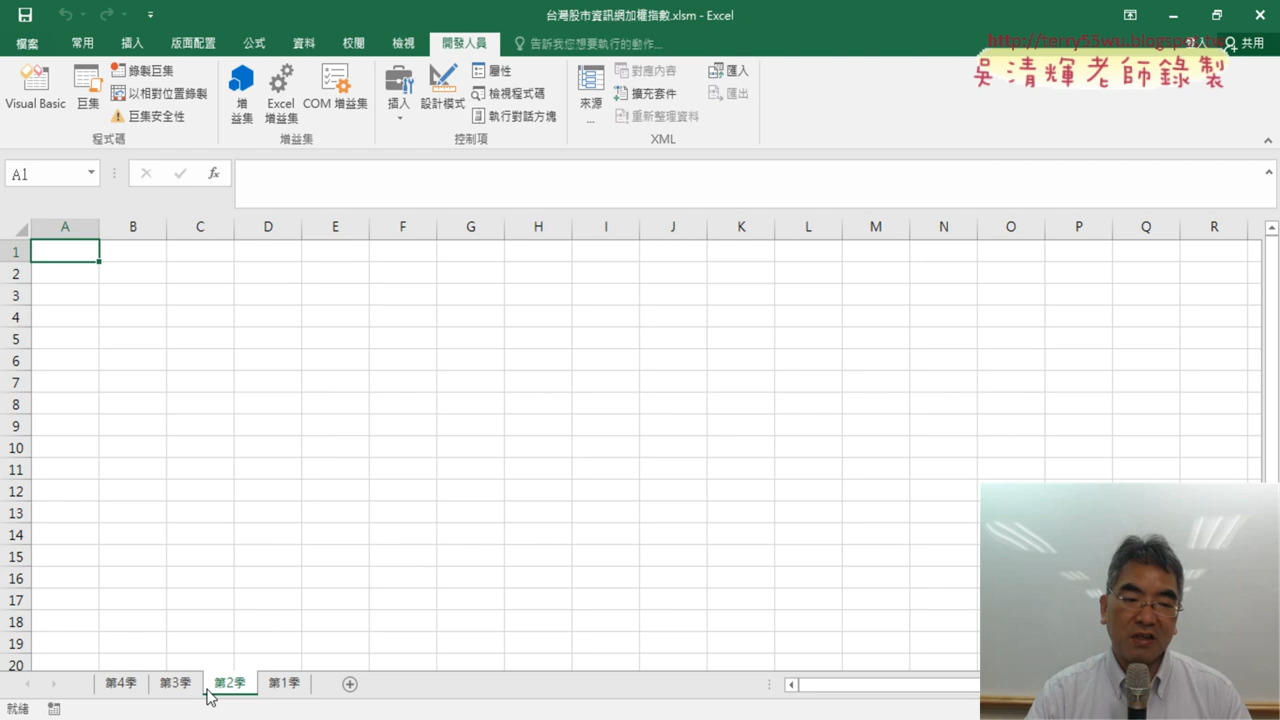 台灣股市資訊網加權指數.xlsm - Excel
檔案 常用 插入 版面配置 公式 資料 校閱 檢視 開發人員 告訴我您想要執行的動作... 登入 共用
http://terry55wu.blogspot.tw
吳清輝老師錄製
Visual Basic 巨集 錄製巨集 以相對位置錄製 巨集安全性
增益集 Excel 增益集 COM 增益集
插入 設計模式 屬性 檢視程式碼 執行對話方塊
來源... 對應內容 擴充套件 重新整理資料 匯入 匯出
程式碼 增益集 控制項 XML
A1 fx
A B C D E F G H I J K L M N O P Q R
1
2
3
4
5
6
7
8
9
10
11
12
13
14
15
16
17
18
19
20
第4季 第3季 第2季 第1季
就緒